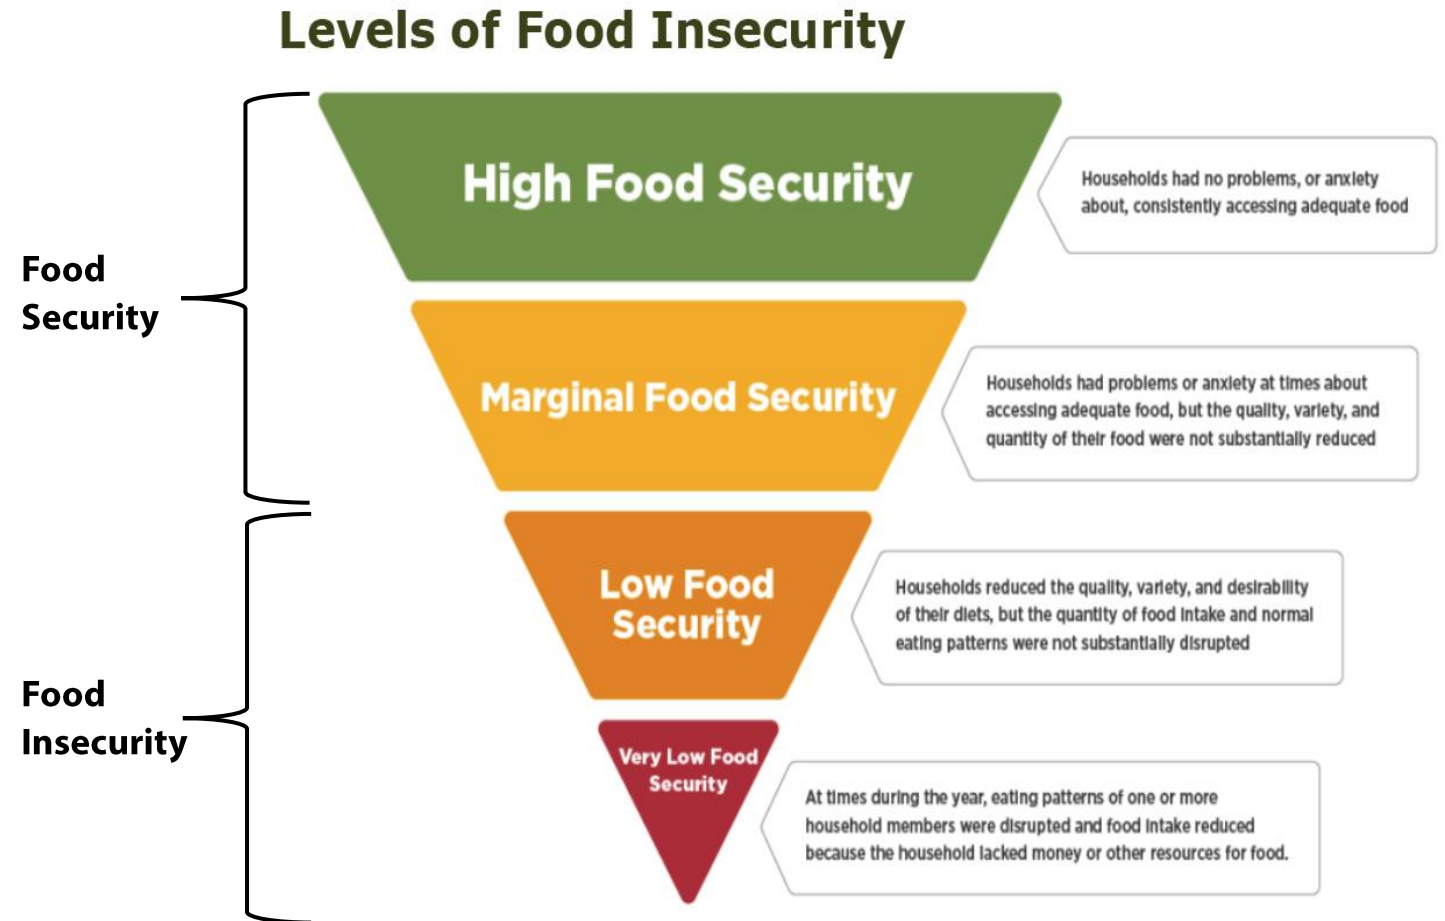 Levels of Food Insecurity
High Food Security
Households had no problems, or anxiety
about, consistently accessing adequate food
Food
Security
Marginal Food Security
Households had problems or anxiety at times about
accessing adequate food, but the quality, variety, and
quantity of their food were not substantially reduced
Low Food
Security
Households reduced the quality, variety, and desirability
of their diets, but the quantity of food intake and normal
eating patterns were not substantially disrupted
Food
Insecurity
Very Low Food
Security
At times during the year, eating patterns of one or more
household members were disrupted and food intake reduced
because the household lacked money or other resources for food.